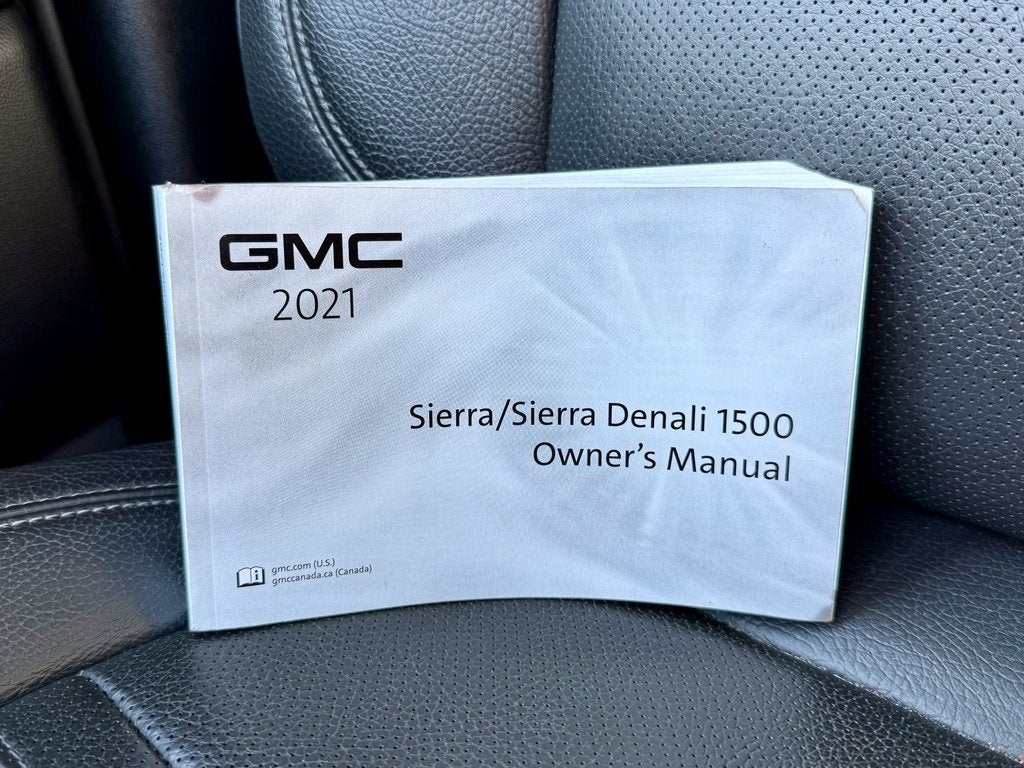 GMC
2021
Sierra/Sierra Denali 1500
Owner's Manual
gmc.com (U.S.)
gmccanada.ca (Canada)